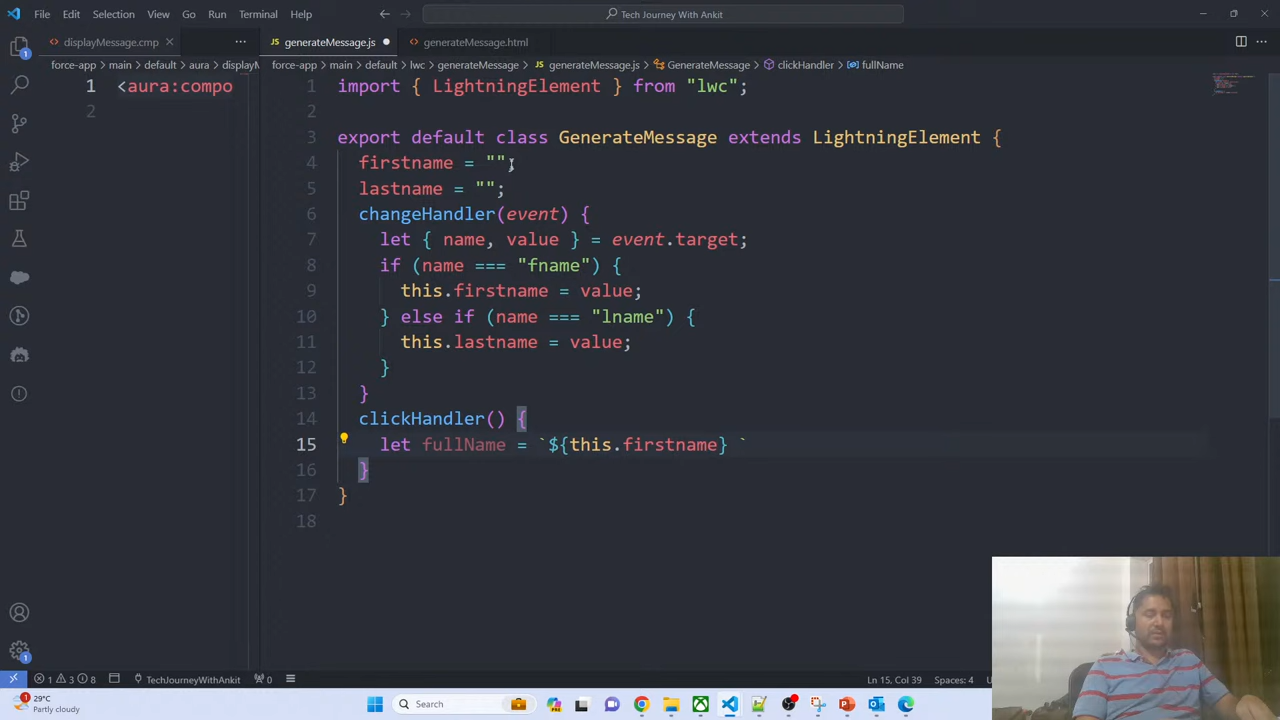 File Edit Selection View Go Run Terminal Help
Tech Journey With Ankit
displayMessage.cmp
generateMessage.js
generateMessage.html
force-app > main > default > aura > displayM
force-app > main > default > lwc > generateMessage > generateMessage.js > GenerateMessage > clickHandler > fullName
1 <aura:compo
2
1 import { LightningElement } from "lwc";
2
3 export default class GenerateMessage extends LightningElement {
4 firstname = "";
5 lastname = "";
6 changeHandler(event) {
7 let { name, value } = event.target;
8 if (name === "fname") {
9 this.firstname = value;
10 } else if (name === "lname") {
11 this.lastname = value;
12 }
13 }
14 clickHandler() {
15 let fullName = `${this.firstname} `
16 }
17 }
18
1 3 8 TechJourneyWithAnkit 0 Ln 15, Col 39 Spaces: 4
29°C
Partly cloudy
Search